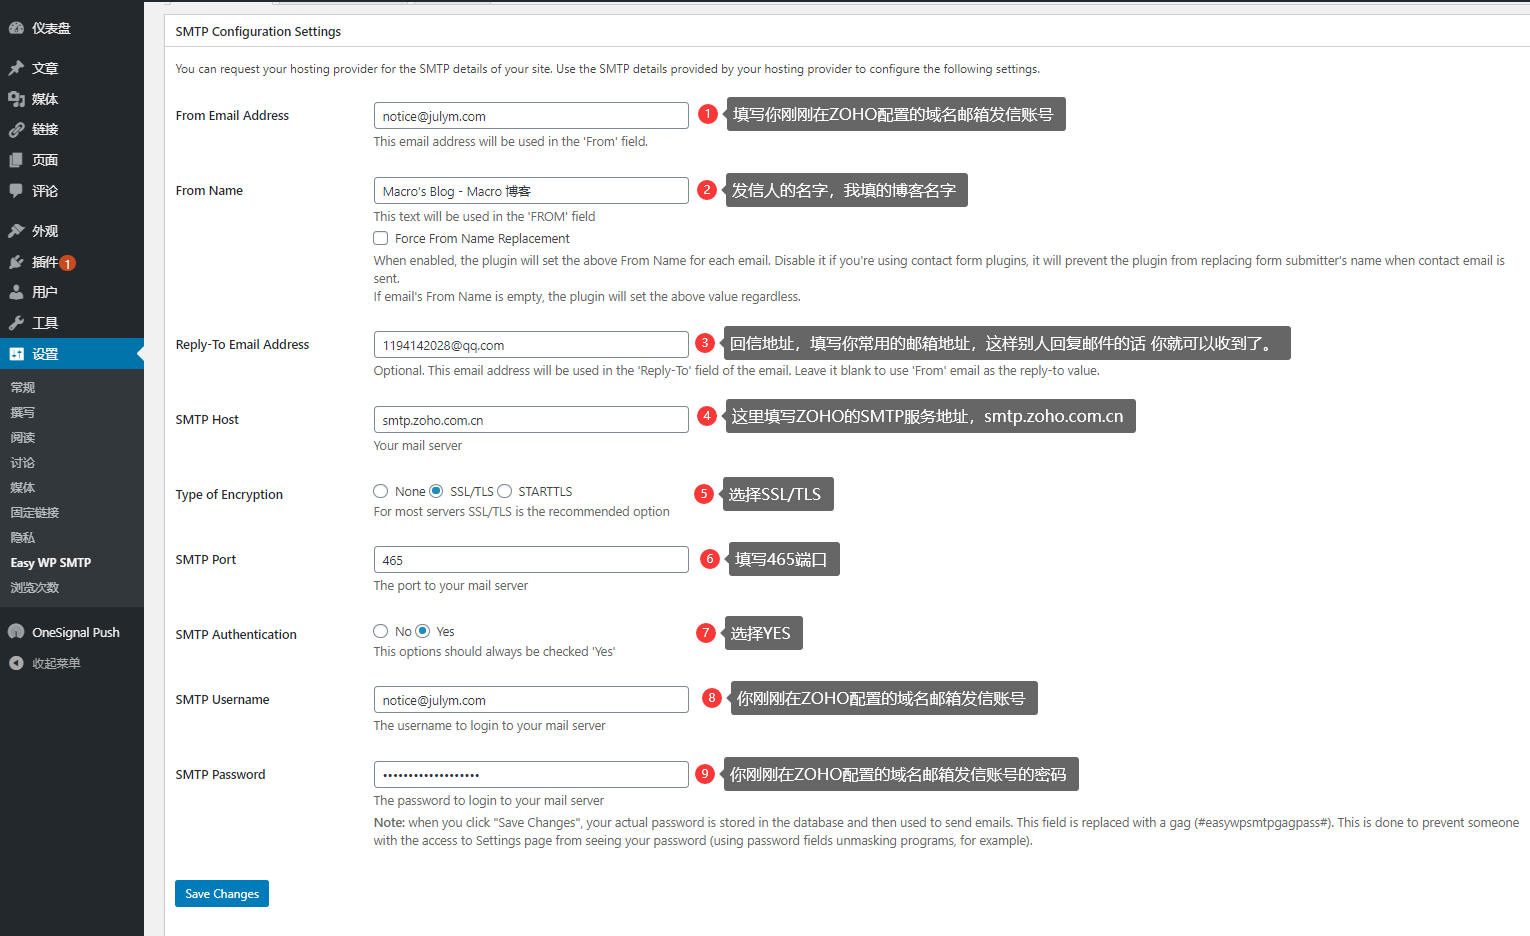 仪表盘
文章
媒体
链接
页面
评论
外观
插件 1
用户
工具
设置
常规
撰写
阅读
讨论
媒体
固定链接
隐私
Easy WP SMTP
浏览次数
OneSignal Push
收起菜单
SMTP Configuration Settings
You can request your hosting provider for the SMTP details of your site. Use the SMTP details provided by your hosting provider to configure the following settings.
From Email Address
notice@julym.com
1 填写你刚刚在ZOHO配置的域名邮箱发信账号
This email address will be used in the 'From' field.
From Name
Macro's Blog - Macro 博客
2 发信人的名字，我填的博客名字
This text will be used in the 'FROM' field
Force From Name Replacement
When enabled, the plugin will set the above From Name for each email. Disable it if you're using contact form plugins, it will prevent the plugin from replacing form submitter's name when contact email is
sent.
If email's From Name is empty, the plugin will set the above value regardless.
Reply-To Email Address
1194142028@qq.com
3 回信地址，填写你常用的邮箱地址，这样别人回复邮件的话 你就可以收到了。
Optional. This email address will be used in the 'Reply-To' field of the email. Leave it blank to use 'From' email as the reply-to value.
SMTP Host
smtp.zoho.com.cn
4 这里填写ZOHO的SMTP服务地址，smtp.zoho.com.cn
Your mail server
Type of Encryption
None SSL/TLS STARTTLS
5 选择SSL/TLS
For most servers SSL/TLS is the recommended option
SMTP Port
465
6 填写465端口
The port to your mail server
SMTP Authentication
No Yes
7 选择YES
This options should always be checked 'Yes'
SMTP Username
notice@julym.com
8 你刚刚在ZOHO配置的域名邮箱发信账号
The username to login to your mail server
SMTP Password
•••••••••••••••••••
9 你刚刚在ZOHO配置的域名邮箱发信账号的密码
The password to login to your mail server
Note: when you click "Save Changes", your actual password is stored in the database and then used to send emails. This field is replaced with a gag (#easywpsmtpgagpass#). This is done to prevent someone
with the access to Settings page from seeing your password (using password fields unmasking programs, for example).
Save Changes